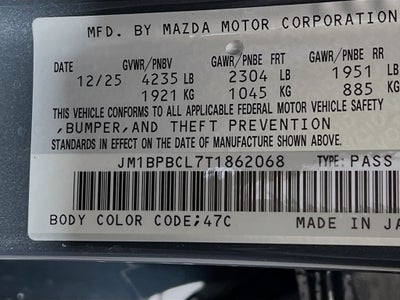 MFD. BY MAZDA MOTOR CORPORATION
GVWR/PNBV GAWR/PNBE FRT GAWR/PNBE RR
DATE 12/25 4235 LB 2304 LB 1951 LB
1921 KG 1045 KG 885 KG
THIS VEHICLE CONFORMS TO ALL APPLICABLE FEDERAL MOTOR VEHICLE SAFETY
,BUMPER,AND THEFT PREVENTION
STANDARDS IN EFFECT ON THE DATE OF MANUFACTURE SHOWN ABOVE.
JM1BPBCL7T1862068 TYPE: PASS
BODY COLOR CODE;47C MADE IN JA